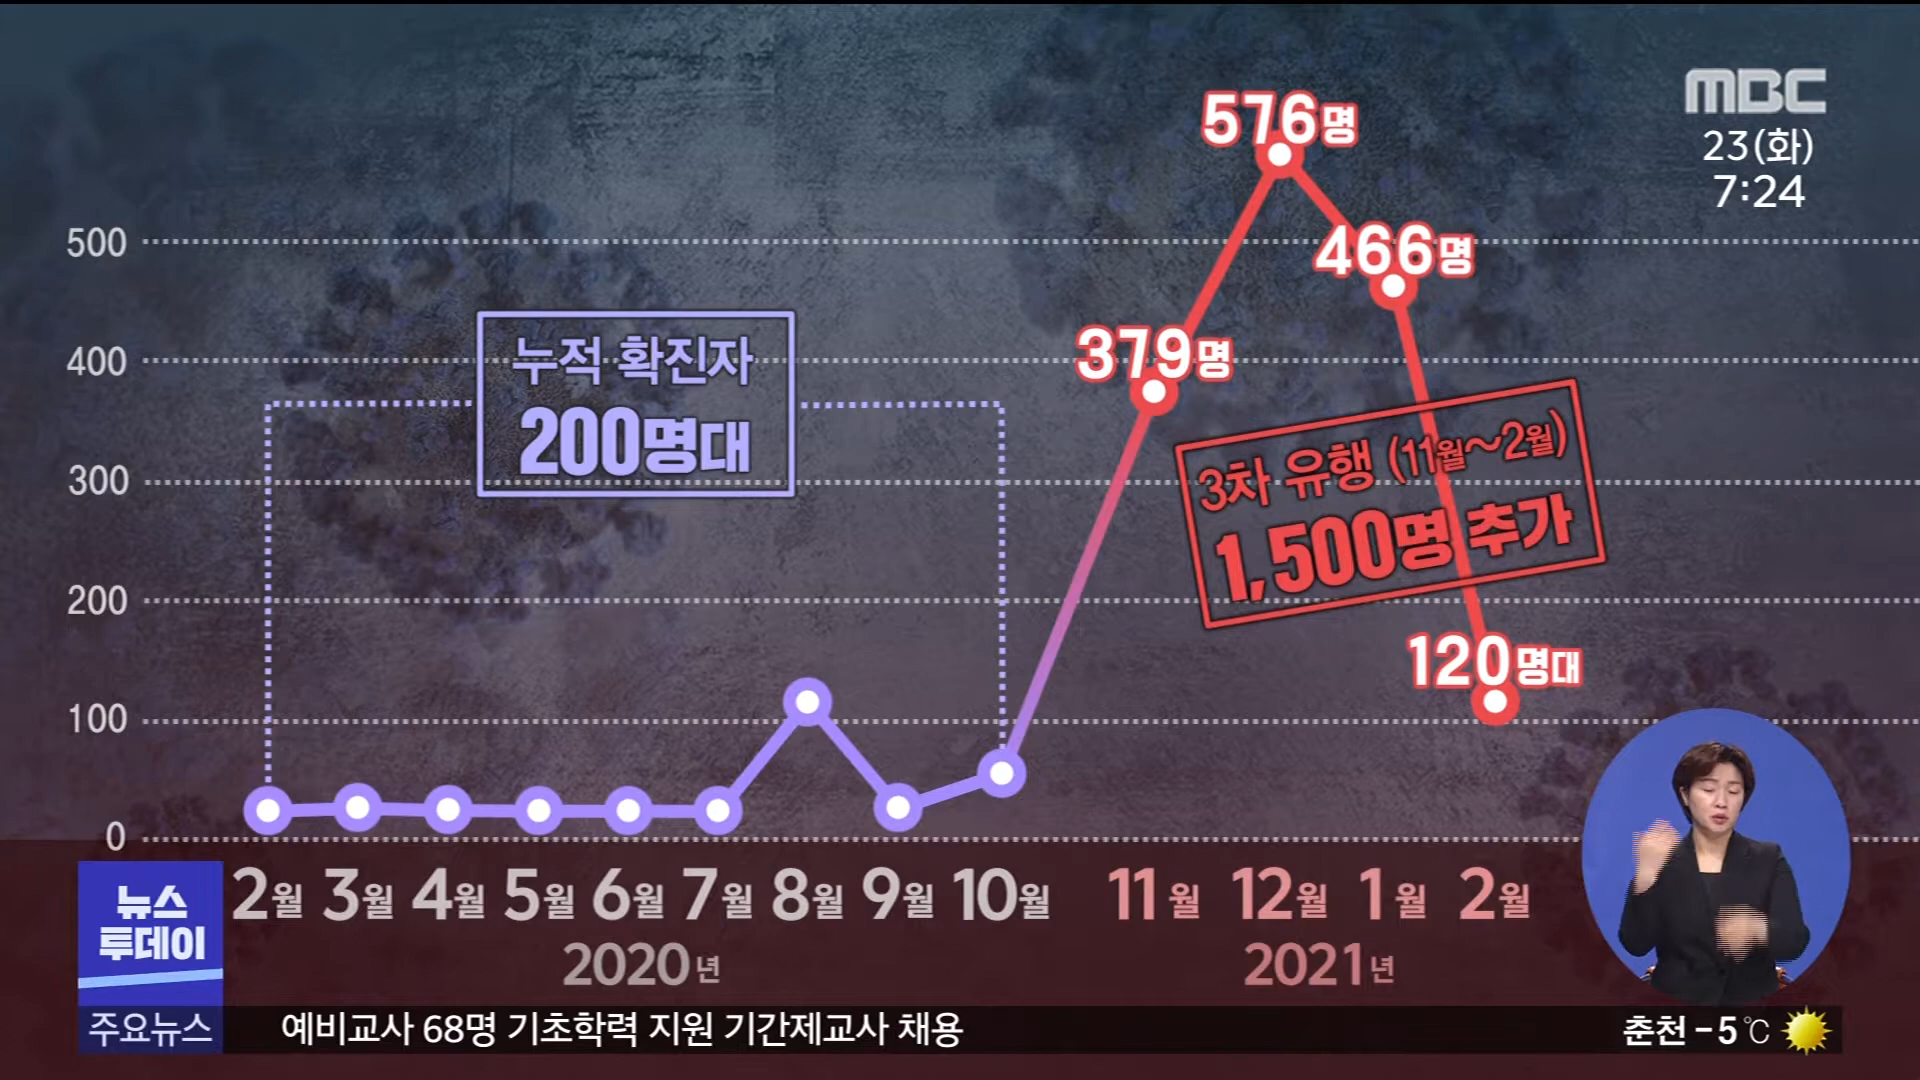 MBC
23(화)
7:24
576명
466명
379명
120명대
500
400
300
200
100
0
누적 확진자
200명대
3차 유행 (11월~2월)
1,500명 추가
2월 3월 4월 5월 6월 7월 8월 9월 10월 11월 12월 1월 2월
2020년 2021년
뉴스
투데이
주요뉴스 예비교사 68명 기초학력 지원 기간제교사 채용 춘천 -5℃